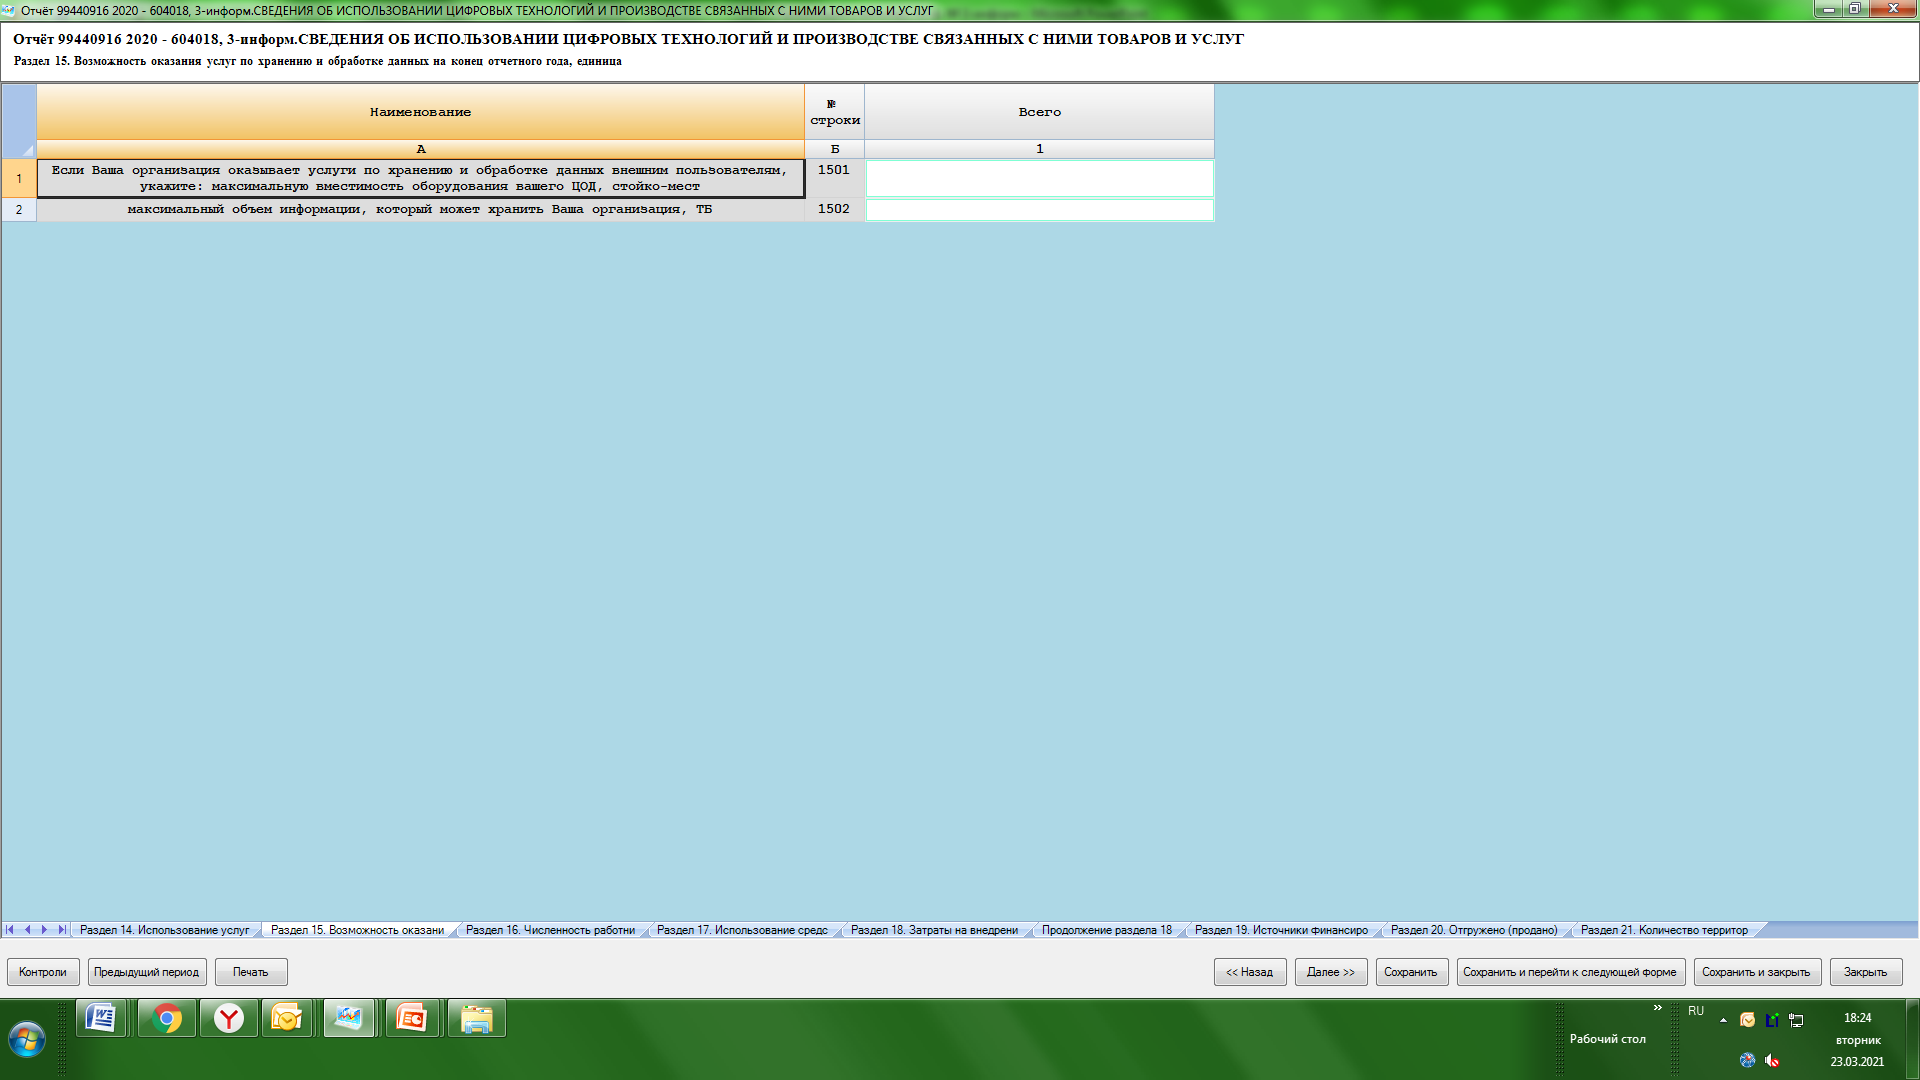 Отчёт 99440916 2020 - 604018, 3-информ.СВЕДЕНИЯ ОБ ИСПОЛЬЗОВАНИИ ЦИФРОВЫХ ТЕХНОЛОГИЙ И ПРОИЗВОДСТВЕ СВЯЗАННЫХ С НИМИ ТОВАРОВ И УСЛУГ
Отчёт 99440916 2020 - 604018, 3-информ.СВЕДЕНИЯ ОБ ИСПОЛЬЗОВАНИИ ЦИФРОВЫХ ТЕХНОЛОГИЙ И ПРОИЗВОДСТВЕ СВЯЗАННЫХ С НИМИ ТОВАРОВ И УСЛУГ
Раздел 15. Возможность оказания услуг по хранению и обработке данных на конец отчетного года, единица
Наименование № строки Всего
А Б 1
1 Если Ваша организация оказывает услуги по хранению и обработке данных внешним пользователям, 1501
укажите: максимальную вместимость оборудования вашего ЦОД, стойко-мест
2 максимальный объем информации, который может хранить Ваша организация, ТБ 1502
Раздел 14. Использование услуг Раздел 15. Возможность оказани Раздел 16. Численность работни Раздел 17. Использование средс Раздел 18. Затраты на внедрени Продолжение раздела 18 Раздел 19. Источники финансиро Раздел 20. Отгружено (продано) Раздел 21. Количество территор
Контроли Предыдущий период Печать << Назад Далее >> Сохранить Сохранить и перейти к следующей форме Сохранить и закрыть Закрыть
» RU 18:24
Рабочий стол вторник
23.03.2021